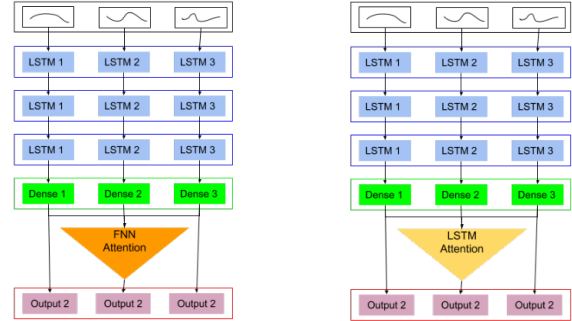 LSTM 1 LSTM 2 LSTM 3
LSTM 1 LSTM 2 LSTM 3
LSTM 1 LSTM 2 LSTM 3
Dense 1 Dense 2 Dense 3
FNN
Attention
Output 2 Output 2 Output 2
LSTM 1 LSTM 2 LSTM 3
LSTM 1 LSTM 2 LSTM 3
LSTM 1 LSTM 2 LSTM 3
Dense 1 Dense 2 Dense 3
LSTM
Attention
Output 2 Output 2 Output 2